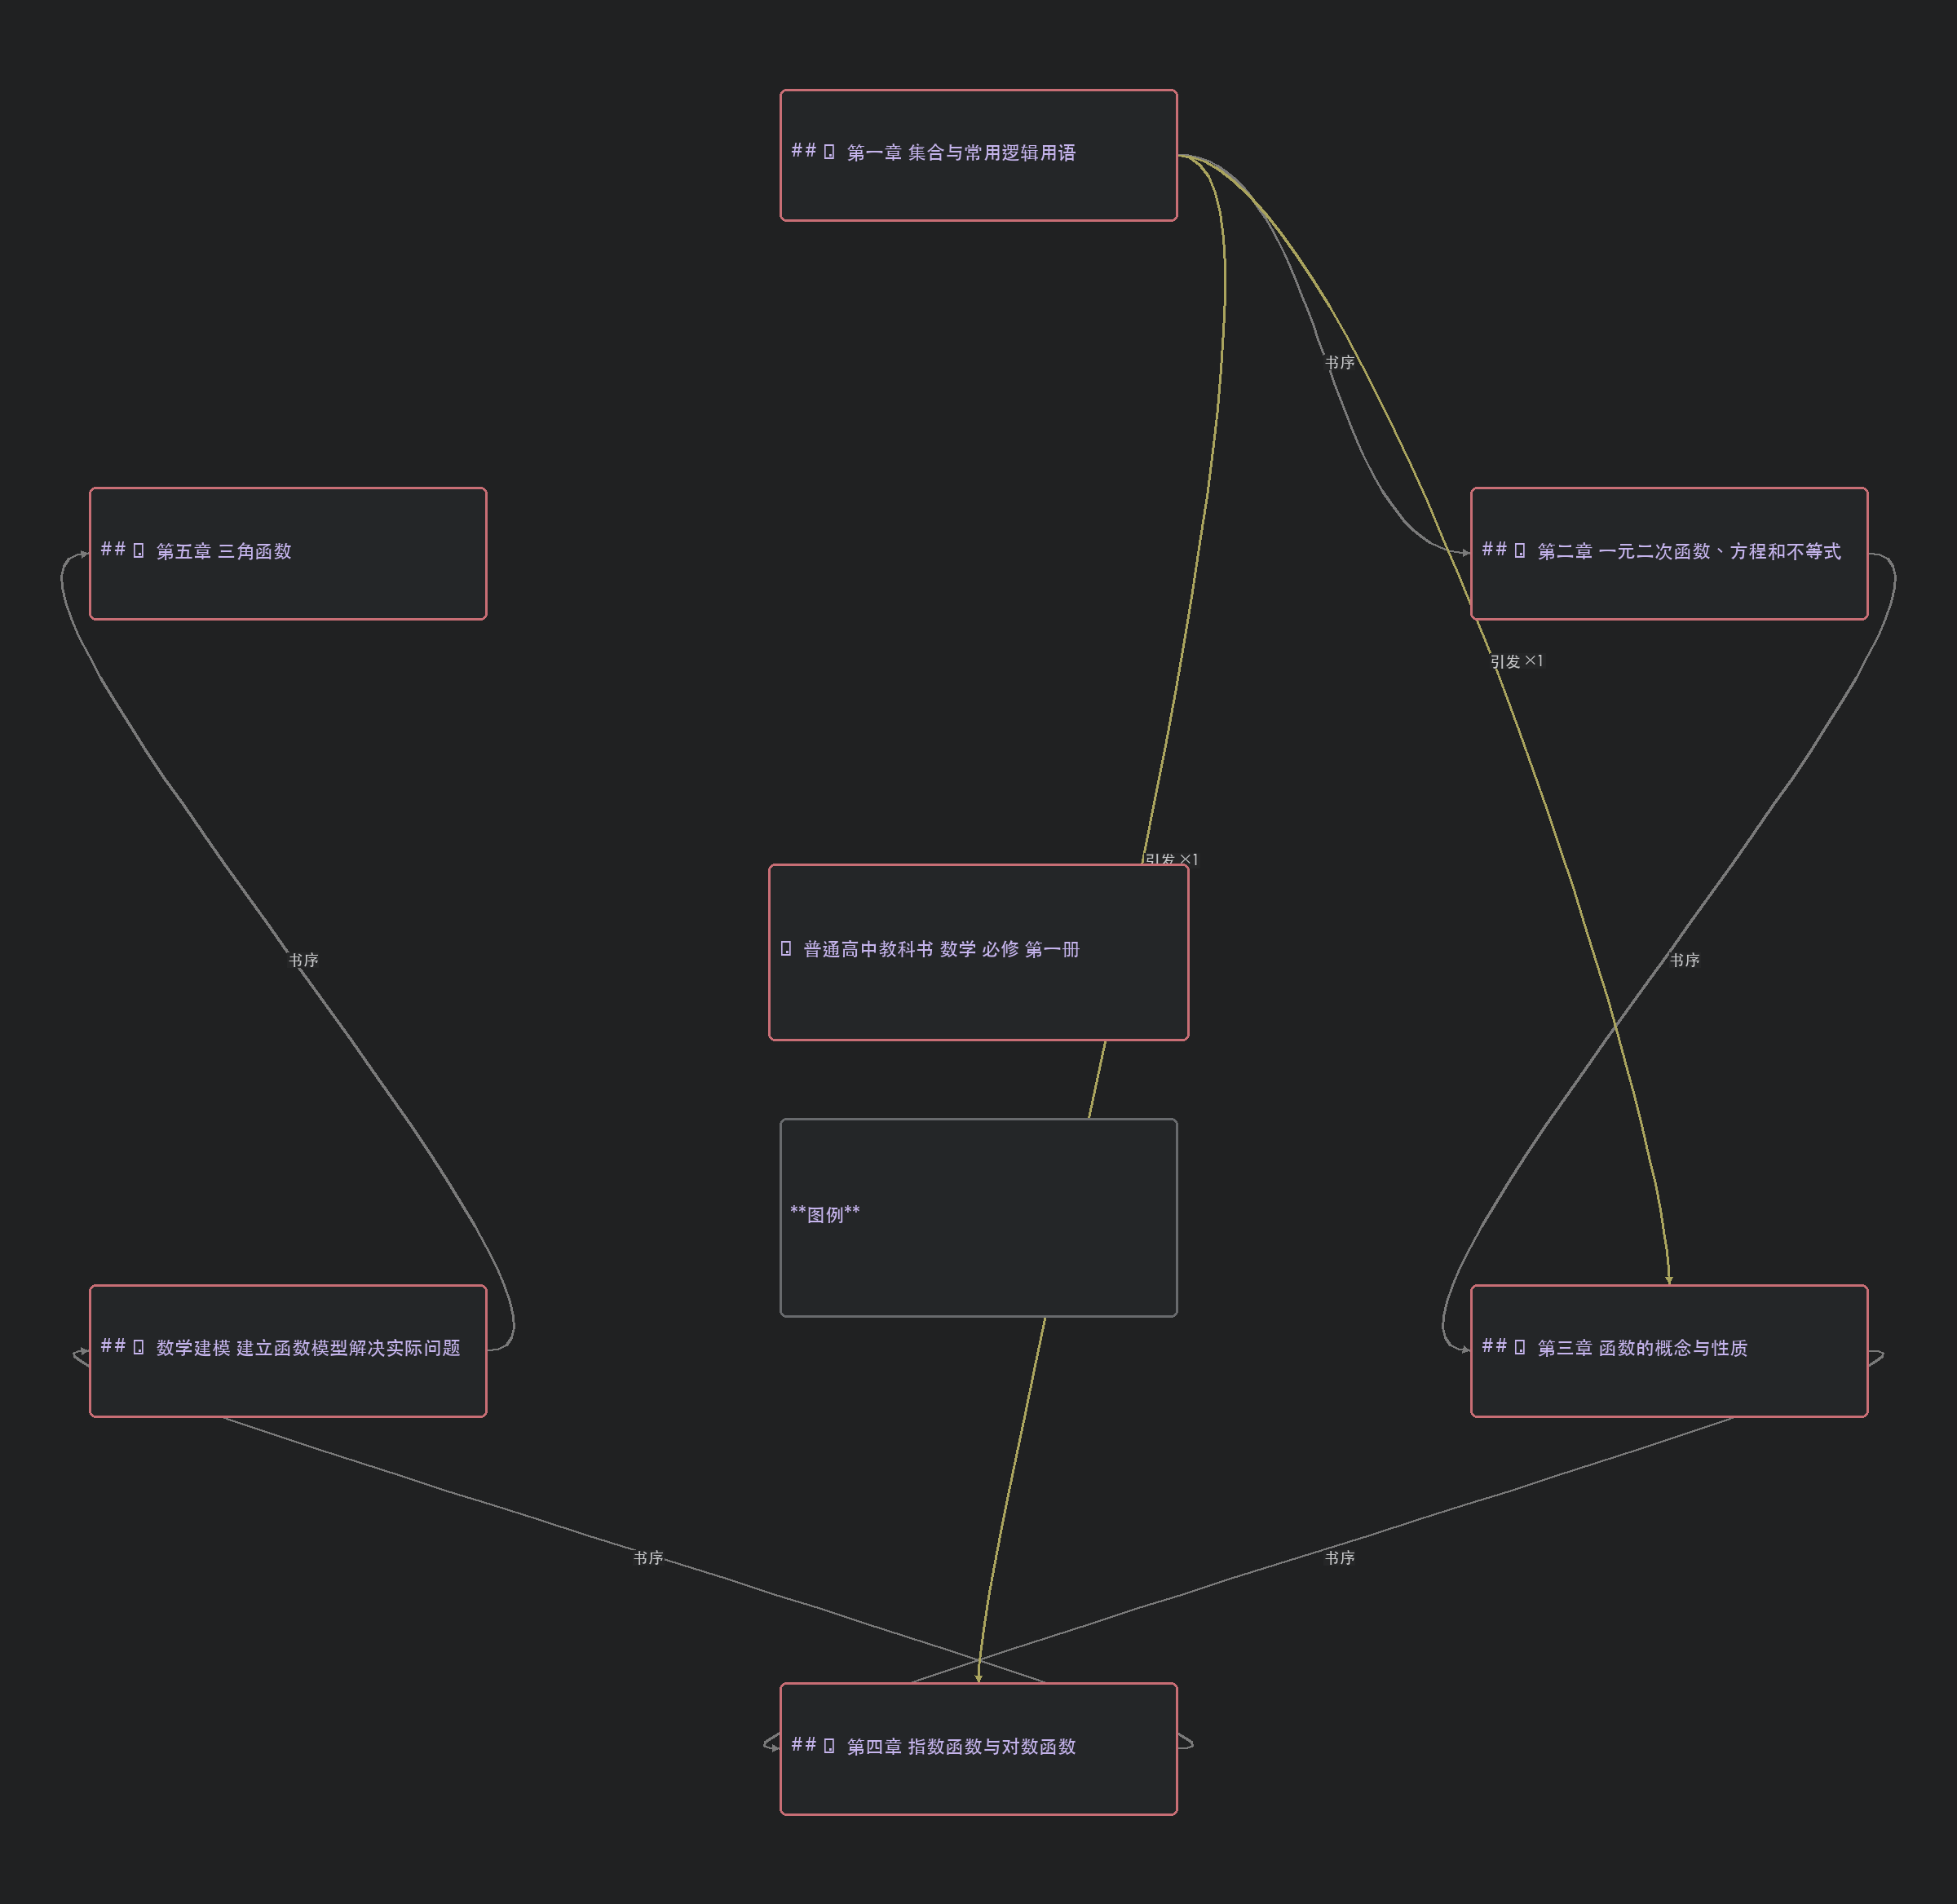 ## 第一章 集合与常用逻辑用语
书序
## 第五章 三角函数
## 第二章 一元二次函数、方程和不等式
引发 ×1
引发 ×1
普通高中教科书 数学 必修 第一册
书序
书序
**图例**
## 数学建模 建立函数模型解决实际问题
## 第三章 函数的概念与性质
书序
书序
## 第四章 指数函数与对数函数